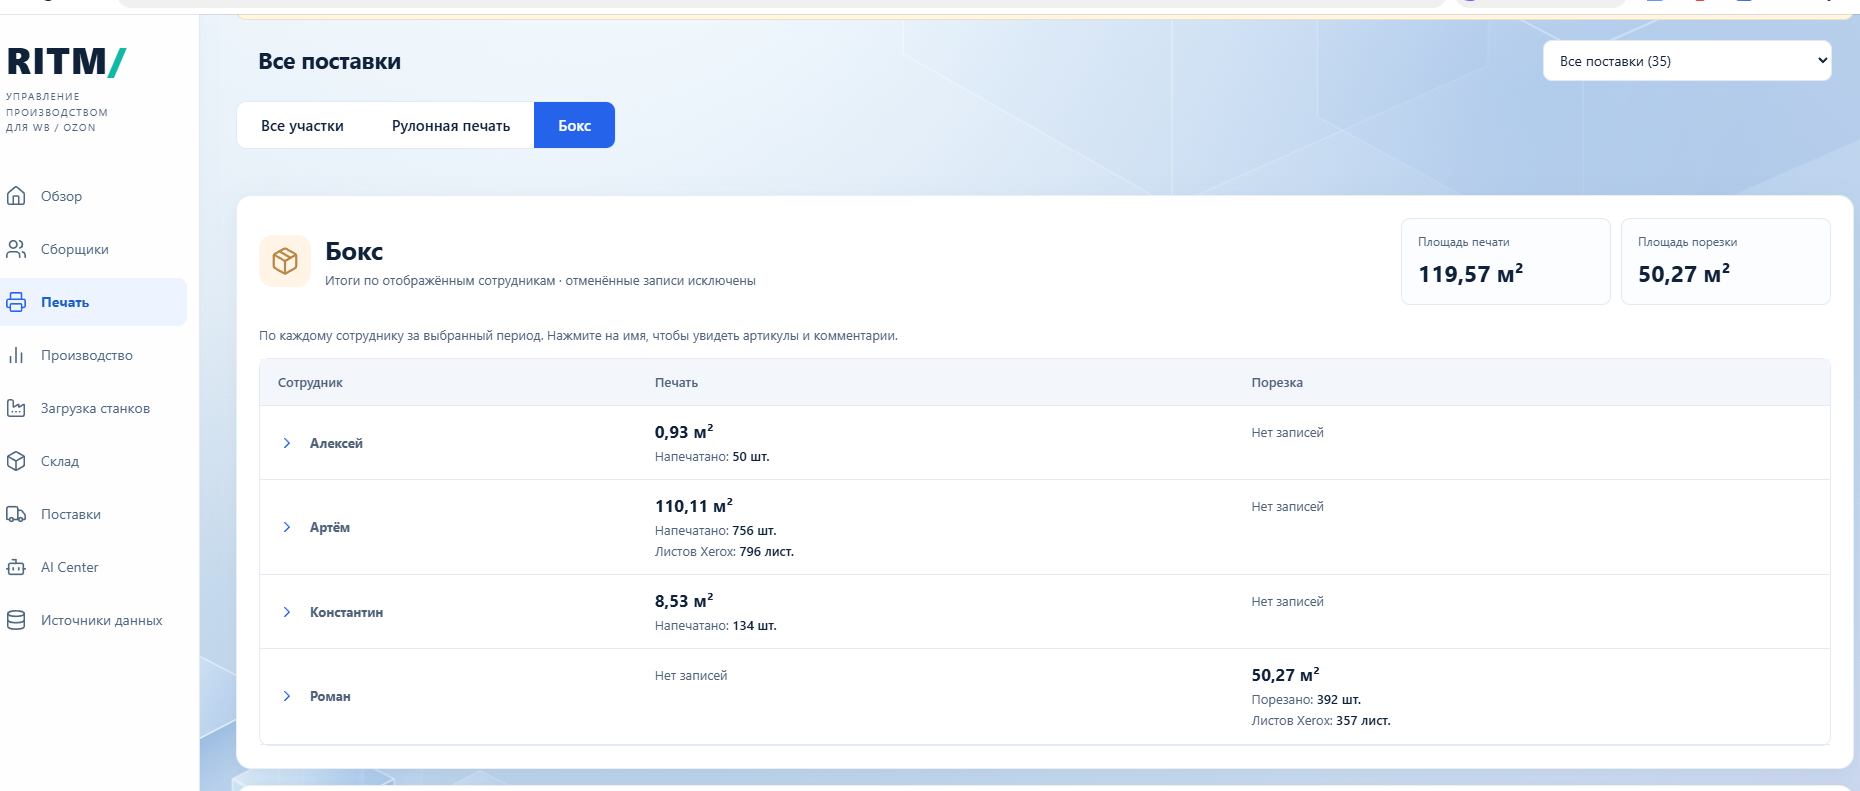 RITM/
УПРАВЛЕНИЕ
ПРОИЗВОДСТВОМ
ДЛЯ WB / OZON
Обзор
Сборщики
Печать
Производство
Загрузка станков
Склад
Поставки
AI Center
Источники данных
Все поставки
Все поставки (35)
Все участки
Рулонная печать
Бокс
Бокс
Итоги по отображённым сотрудникам · отменённые записи исключены
Площадь печати
119,57 м²
Площадь порезки
50,27 м²
По каждому сотруднику за выбранный период. Нажмите на имя, чтобы увидеть артикулы и комментарии.
Сотрудник
Печать
Порезка
Алексей
0,93 м²
Напечатано: 50 шт.
Нет записей
Артём
110,11 м²
Напечатано: 756 шт.
Листов Xerox: 796 лист.
Нет записей
Константин
8,53 м²
Напечатано: 134 шт.
Нет записей
Роман
Нет записей
50,27 м²
Порезано: 392 шт.
Листов Xerox: 357 лист.